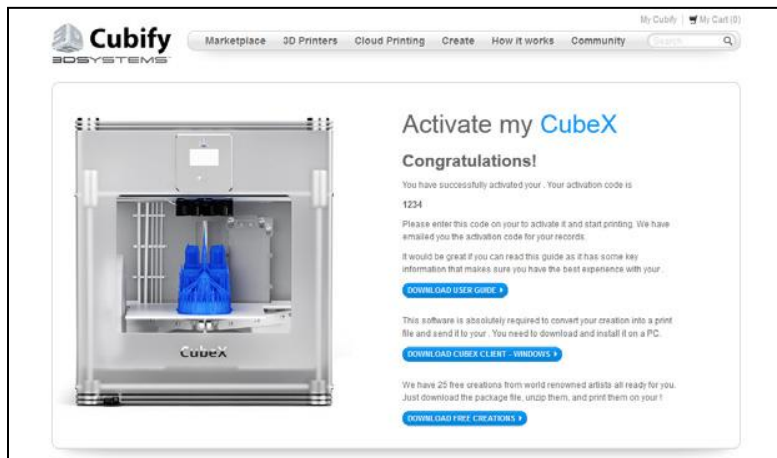 My Cubify | My Cart (0)
Cubify
3DSYSTEMS™
Marketplace 3D Printers Cloud Printing Create How it works Community Search
Activate my CubeX
Congratulations!
You have successfully activated your . Your activation code is
1234
Please enter this code on your to activate it and start printing. We have
emailed you the activation code for your records.
It would be great if you can read this guide as it has some key
information that makes sure you have the best experience with your .
DOWNLOAD USER GUIDE
This software is absolutely required to convert your creation into a print
file and send it to your . You need to download and install it on a PC.
DOWNLOAD CUBEX CLIENT - WINDOWS
We have 25 free creations from world renowned artists all ready for you.
Just download the package file, unzip them, and print them on your !
DOWNLOAD FREE CREATIONS
CubeX